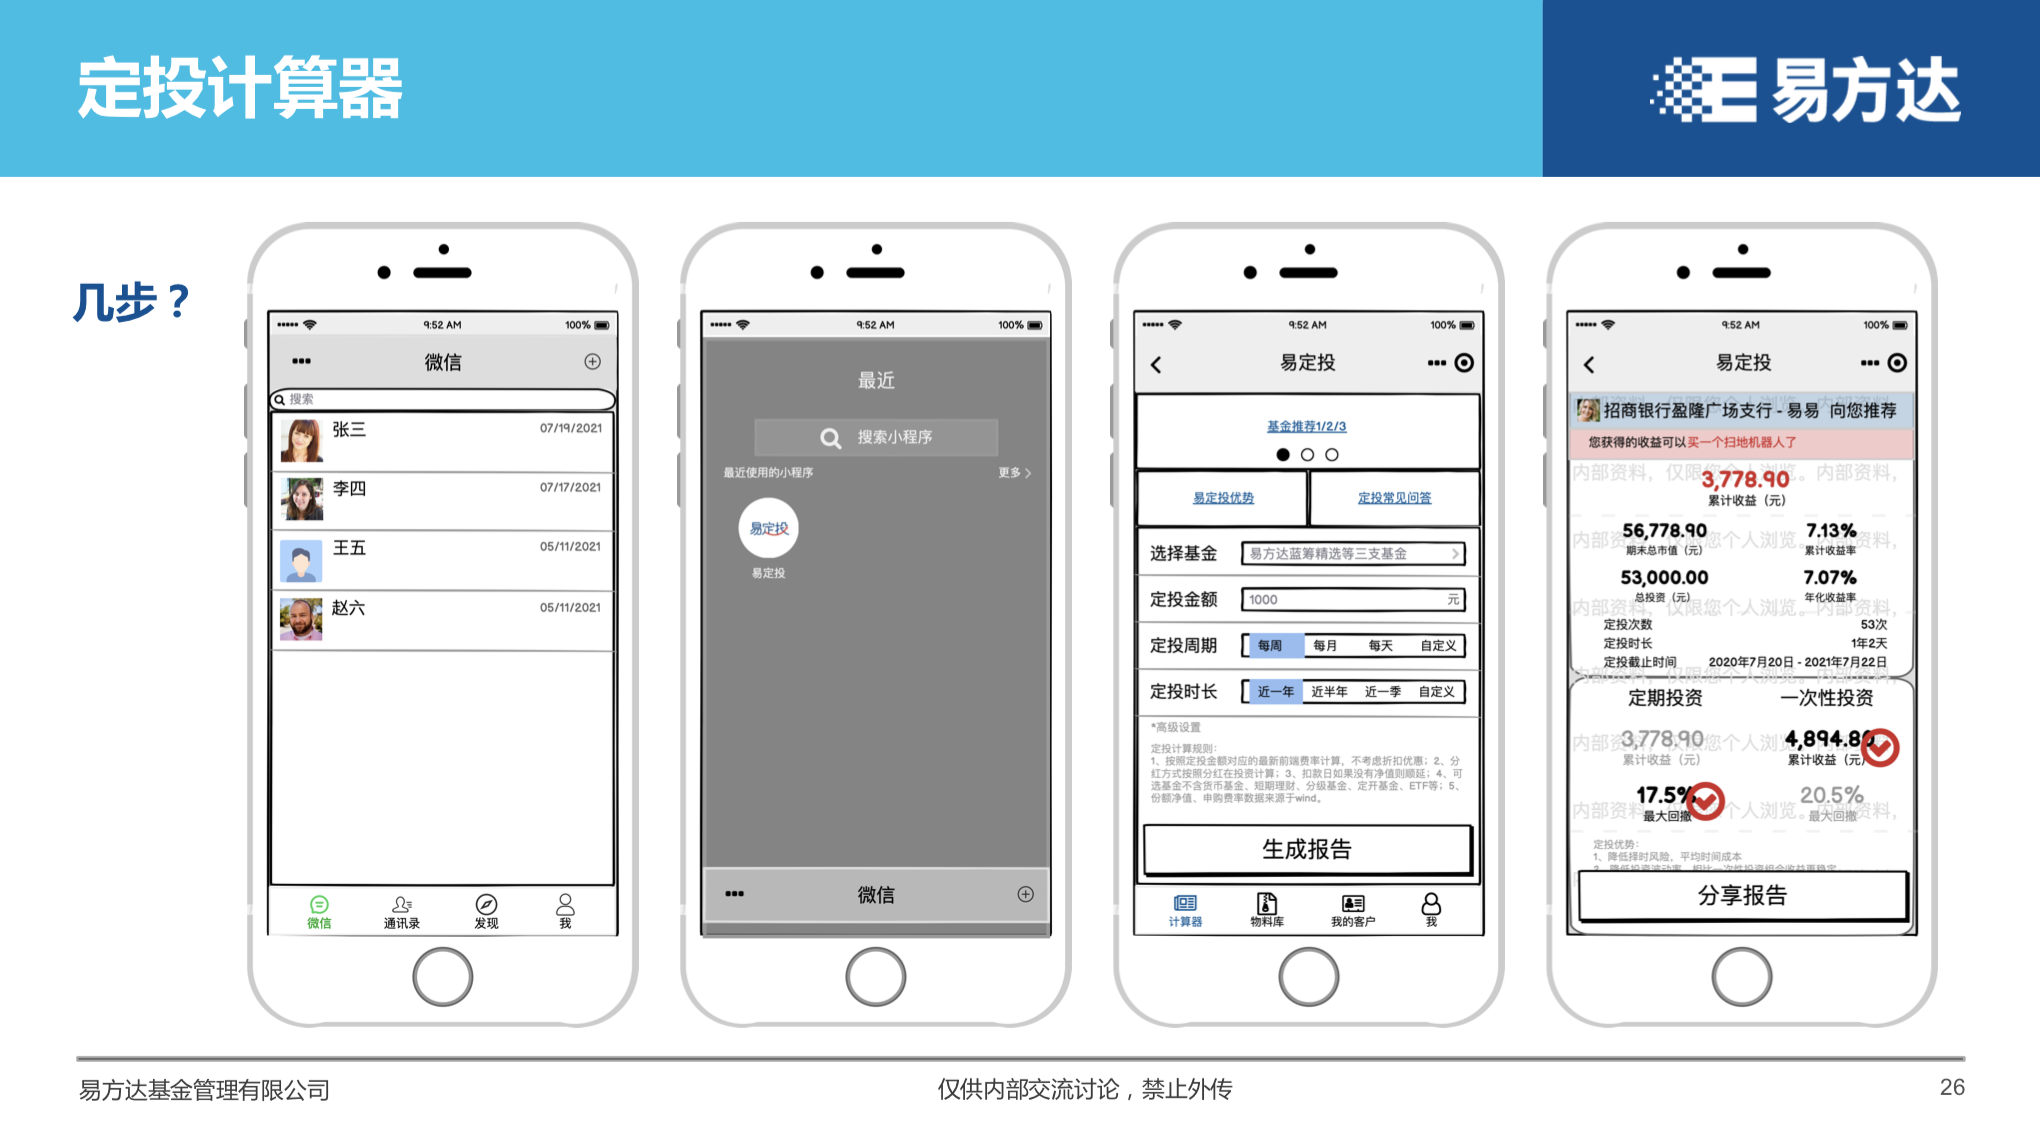 定投计算器
易方达
几步？
9:52 AM
100%
微信
搜索
张三
07/19/2021
李四
07/17/2021
王五
05/11/2021
赵六
05/11/2021
微信
通讯录
发现
我
9:52 AM
100%
最近
搜索小程序
最近使用的小程序
更多
易定投
易定投
微信
9:52 AM
100%
易定投
基金推荐1/2/3
易定投优势
定投常见问答
选择基金
易方达蓝筹精选等三支基金
定投金额
1000
元
定投周期
每周 每月 每天 自定义
定投时长
近一年 近半年 近一季 自定义
*高级设置
定投计算规则：
1、按照定投金额对应的最新前端费率计算，不考虑折扣优惠；2、分
红方式按照分红在投资计算；3、扣款日如果没有净值则顺延；4、可
选基金不含货币基金、短期理财、分级基金、定开基金、ETF等；5、
份额净值、申购费率数据来源于wind。
生成报告
计算器
物料库
我的客户
我
9:52 AM
100%
易定投
招商银行盈隆广场支行 - 易易 向您推荐
您获得的收益可以买一个扫地机器人了
内部资料，仅限您个人浏览。内部资料，
3,778.90
累计收益（元）
56,778.90
7.13%
期末总市值（元）
累计收益率
53,000.00
7.07%
总投资（元）
年化收益率
定投次数
53次
定投时长
1年2天
定投截止时间
2020年7月20日 - 2021年7月22日
定期投资
一次性投资
3,778.90
4,894.80
累计收益（元）
累计收益（元）
17.5%
20.5%
最大回撤
最大回撤
定投优势：
1、降低择时风险，平均时间成本
分享报告
易方达基金管理有限公司
仅供内部交流讨论，禁止外传
26